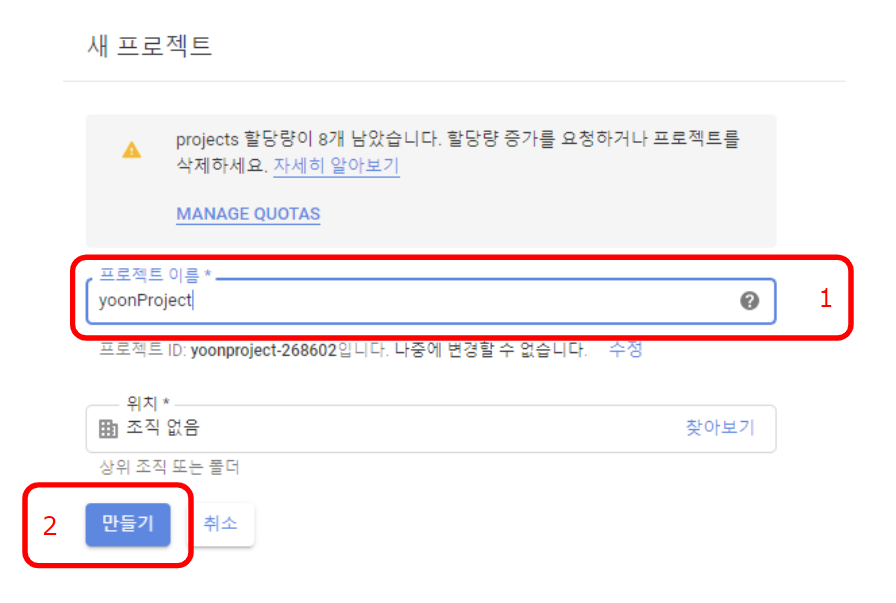 새 프로젝트
projects 할당량이 8개 남았습니다. 할당량 증가를 요청하거나 프로젝트를
삭제하세요. 자세히 알아보기
MANAGE QUOTAS
프로젝트 이름 *
yoonProject
1
프로젝트 ID: yoonproject-268602입니다. 나중에 변경할 수 없습니다. 수정
위치 *
조직 없음 찾아보기
상위 조직 또는 폴더
2 만들기 취소